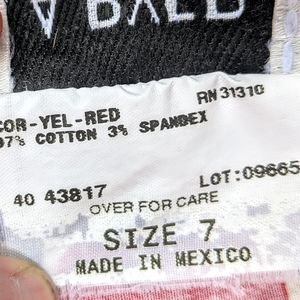 COR-YEL-RED
RN 31310
97% COTTON 3% SPANDEX
40 43817
LOT:09665
OVER FOR CARE
SIZE 7
MADE IN MEXICO